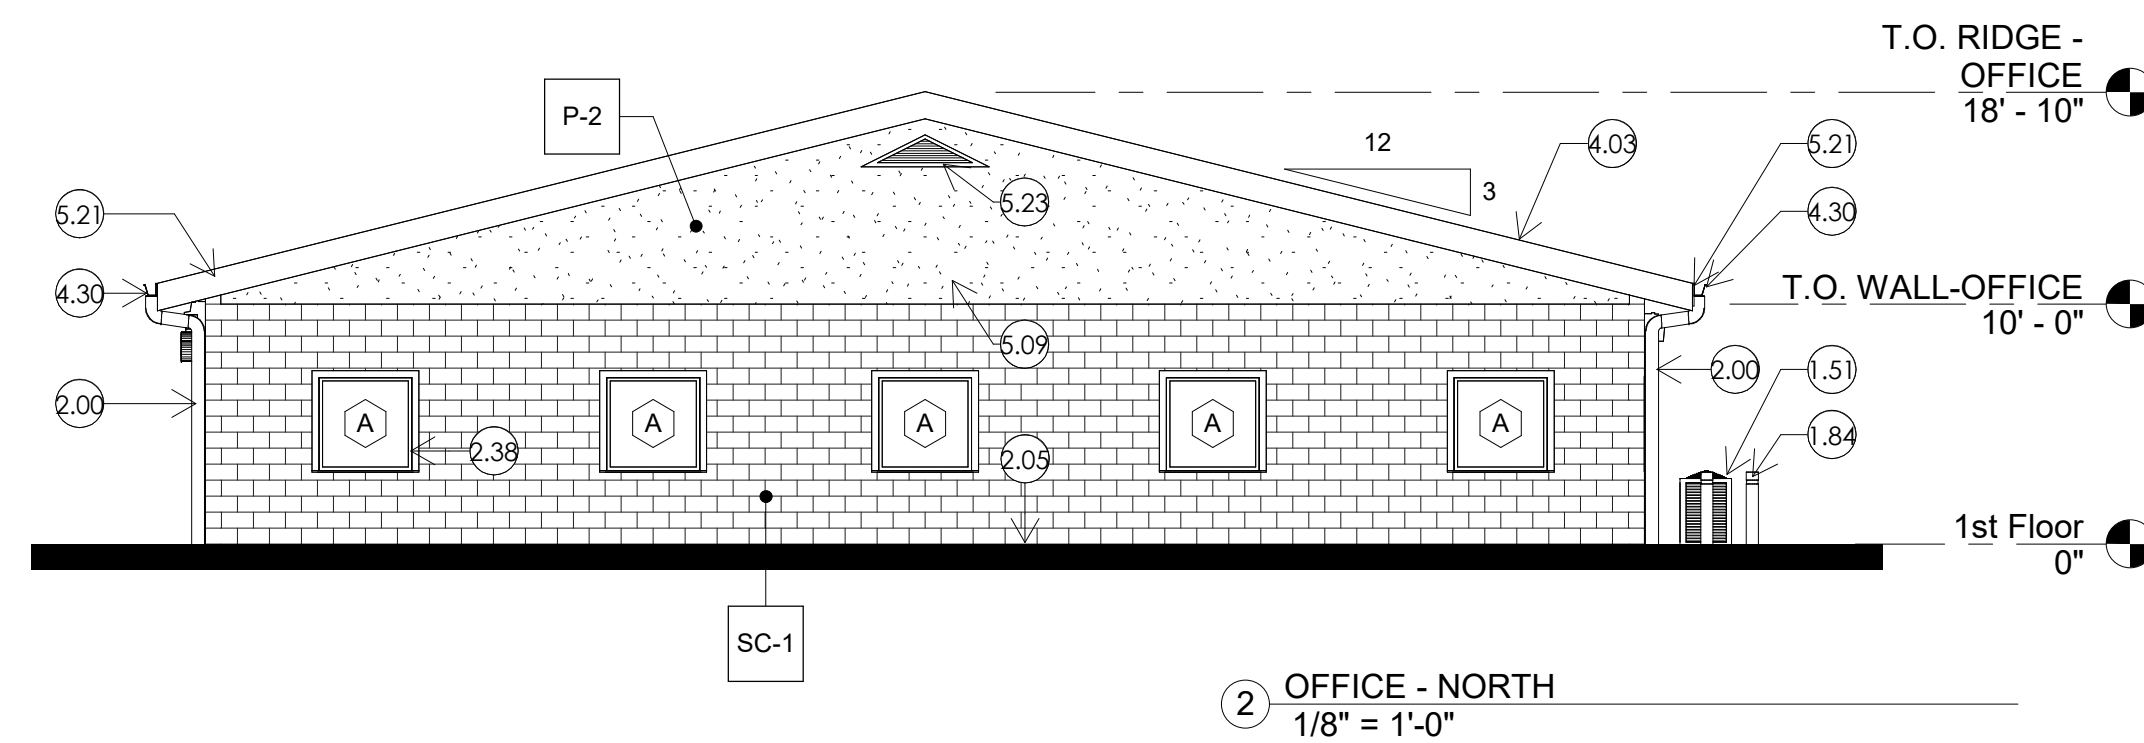 T.O. RIDGE -
OFFICE
18' - 10"
P-2
12
4.03
5.21
3
5.23
5.21
4.30
4.30
T.O. WALL-OFFICE
10' - 0"
5.09
2.00
2.00
1.51
A
A
A
A
A
2.38
2.05
1.84
1st Floor
0"
SC-1
2
OFFICE - NORTH
1/8" = 1'-0"